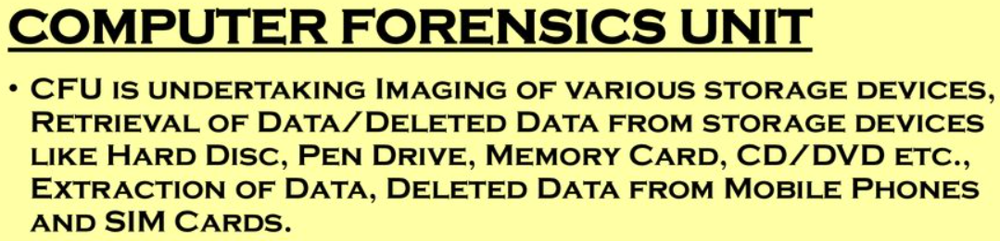 COMPUTER FORENSICS UNIT
• CFU IS UNDERTAKING IMAGING OF VARIOUS STORAGE DEVICES,
RETRIEVAL OF DATA/DELETED DATA FROM STORAGE DEVICES
LIKE HARD DISC, PEN DRIVE, MEMORY CARD, CD/DVD ETC.,
EXTRACTION OF DATA, DELETED DATA FROM MOBILE PHONES
AND SIM CARDS.